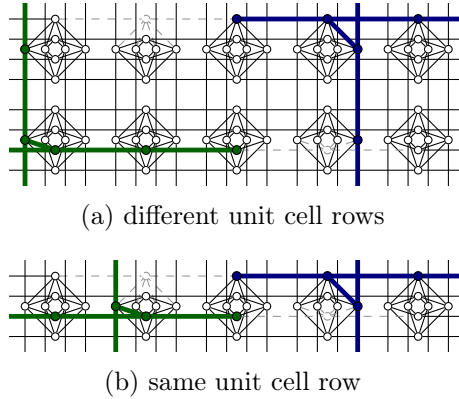 (a) different unit cell rows
(b) same unit cell row